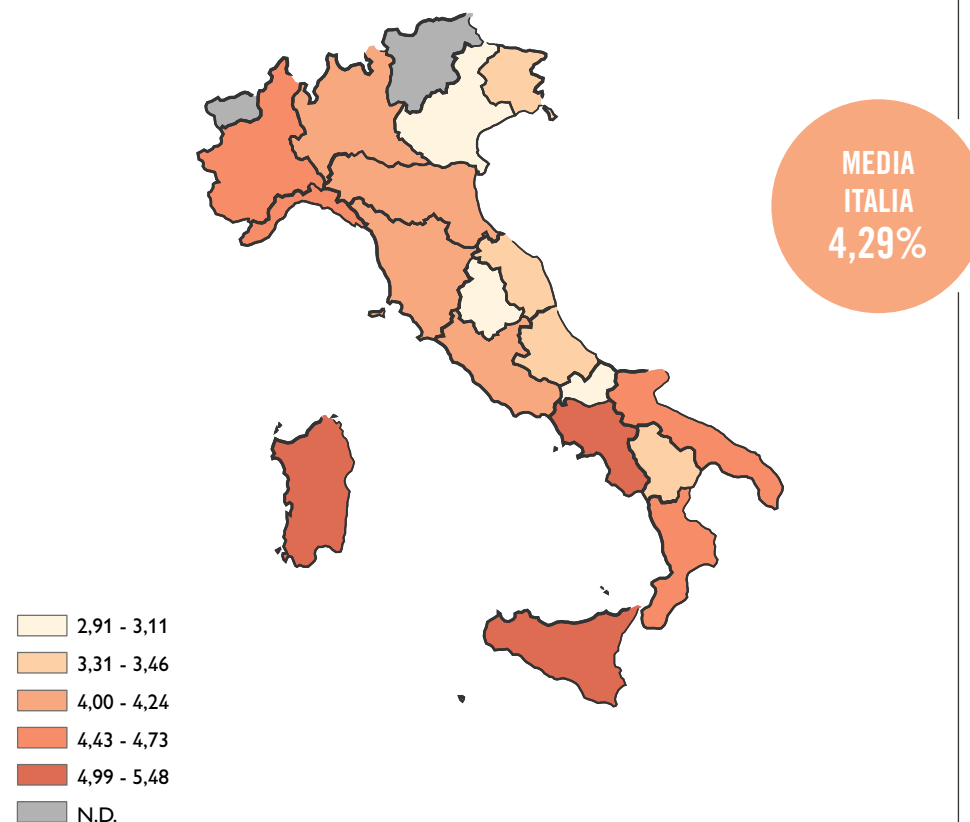 MEDIA
ITALIA
4,29%
2,91 - 3,11
3,31 - 3,46
4,00 - 4,24
4,43 - 4,73
4,99 - 5,48
N.D.